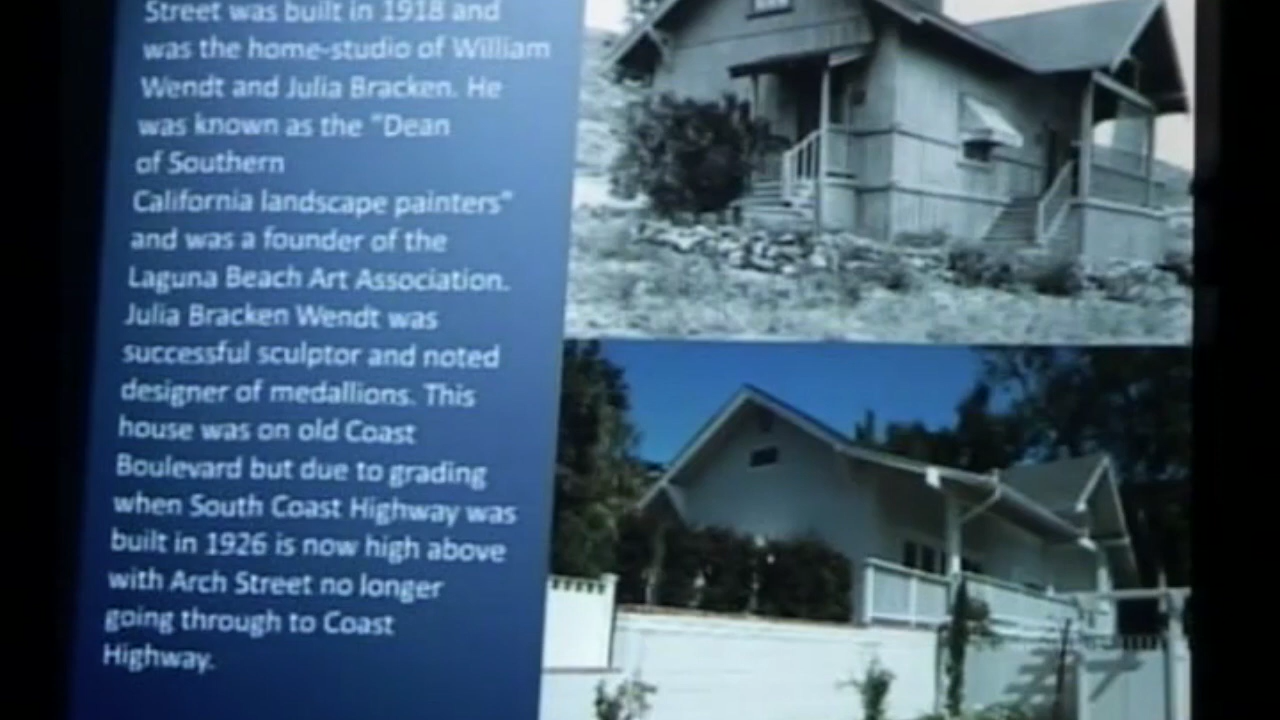 Street was built in 1918 and
was the home-studio of William
Wendt and Julia Bracken. He
was known as the "Dean
of Southern
California landscape painters"
and was a founder of the
Laguna Beach Art Association.
Julia Bracken Wendt was
successful sculptor and noted
designer of medallions. This
house was on old Coast
Boulevard but due to grading
when South Coast Highway was
built in 1926 is now high above
with Arch Street no longer
going through to Coast
Highway.